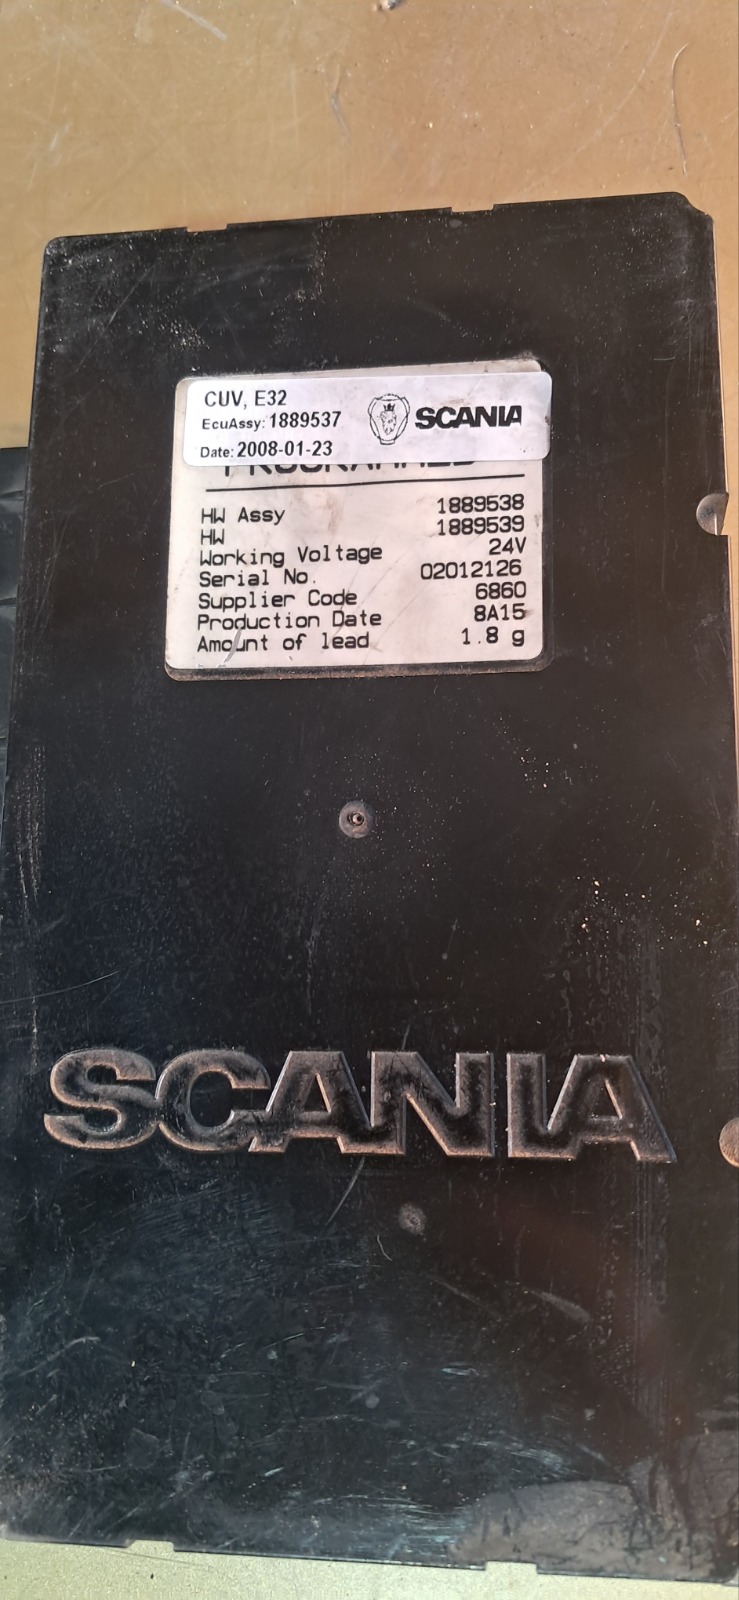 CUV, E32
EcuAssy: 1889537
SCANIA
Date: 2008-01-23
HW Assy 1889538
HW 1889539
Working Voltage 24V
Serial No. 02012126
Supplier Code 6860
Production Date 8A15
Amount of lead 1.8 g
SCANIA